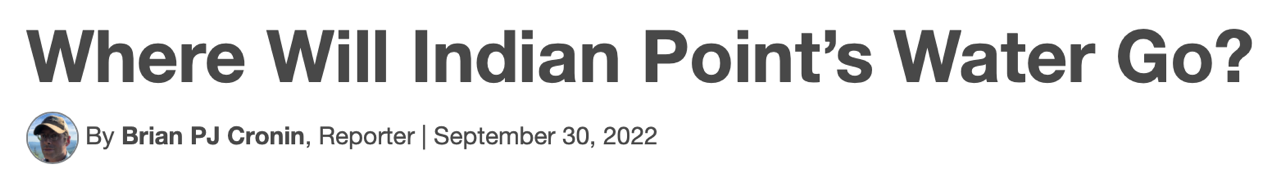 Where Will Indian Point’s Water Go?
By Brian PJ Cronin, Reporter | September 30, 2022